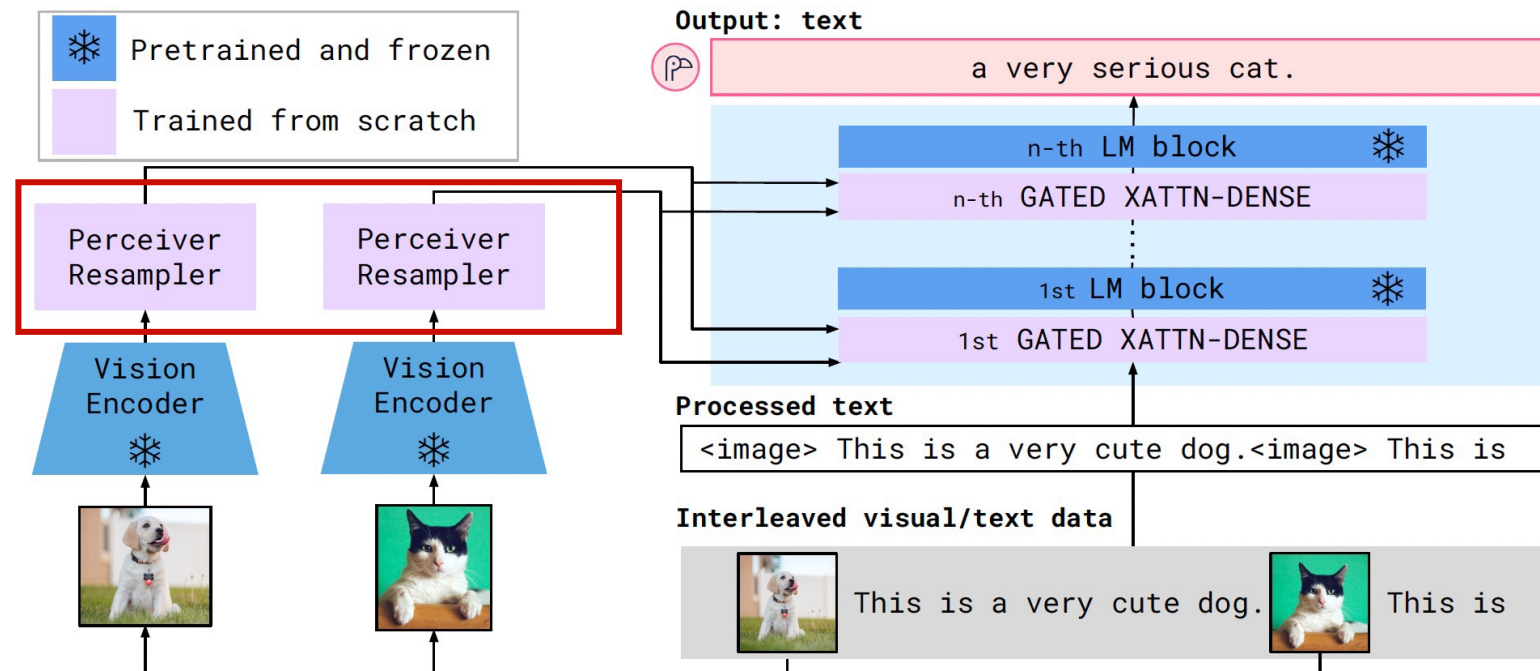 Pretrained and frozen
Trained from scratch
Perceiver
Resampler
Perceiver
Resampler
Vision
Encoder
Vision
Encoder
Output: text
a very serious cat.
n-th LM block
n-th GATED XATTN-DENSE
1st LM block
1st GATED XATTN-DENSE
Processed text
<image> This is a very cute dog.<image> This is
Interleaved visual/text data
This is a very cute dog.
This is